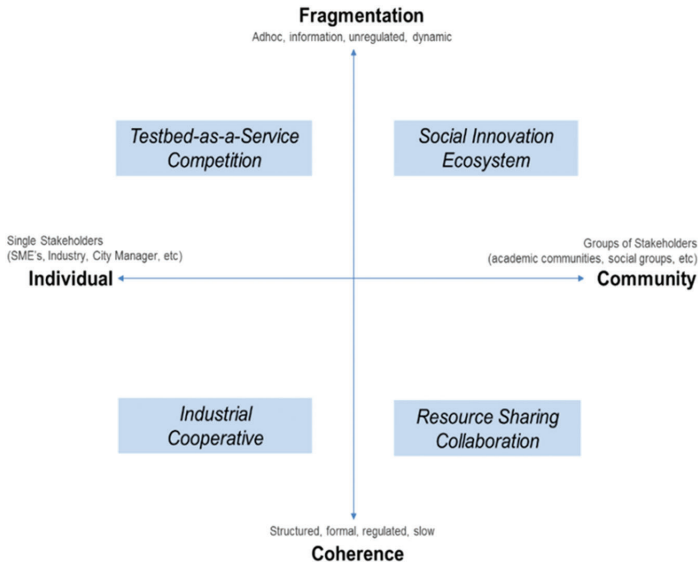 Fragmentation
Adhoc, information, unregulated, dynamic
Testbed-as-a-Service
Competition
Social Innovation
Ecosystem
Single Stakeholders
(SME's, Industry, City Manager, etc)
Individual
Groups of Stakeholders
(academic communities, social groups, etc)
Community
Industrial
Cooperative
Resource Sharing
Collaboration
Structured, formal, regulated, slow
Coherence